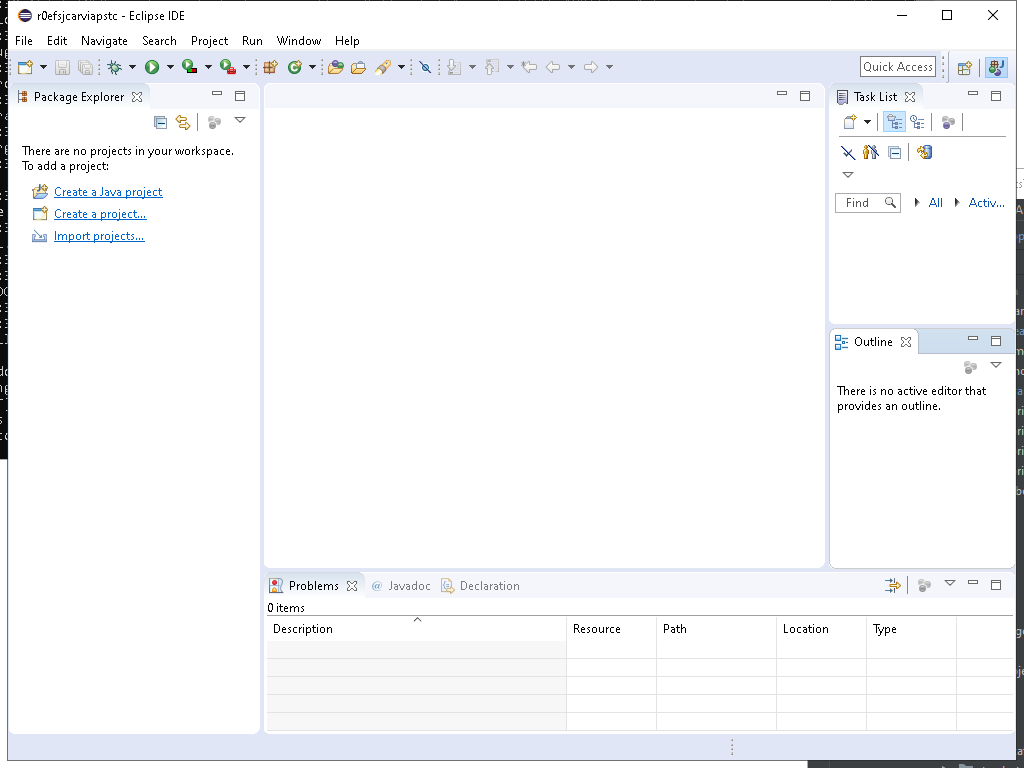 r0efsjcarviapstc - Eclipse IDE
File Edit Navigate Search Project Run Window Help
Quick Access
Package Explorer
There are no projects in your workspace.
To add a project:
Create a Java project
Create a project...
Import projects...
Task List
Find All Activ...
Outline
There is no active editor that
provides an outline.
Problems @ Javadoc Declaration
0 items
Description Resource Path Location Type